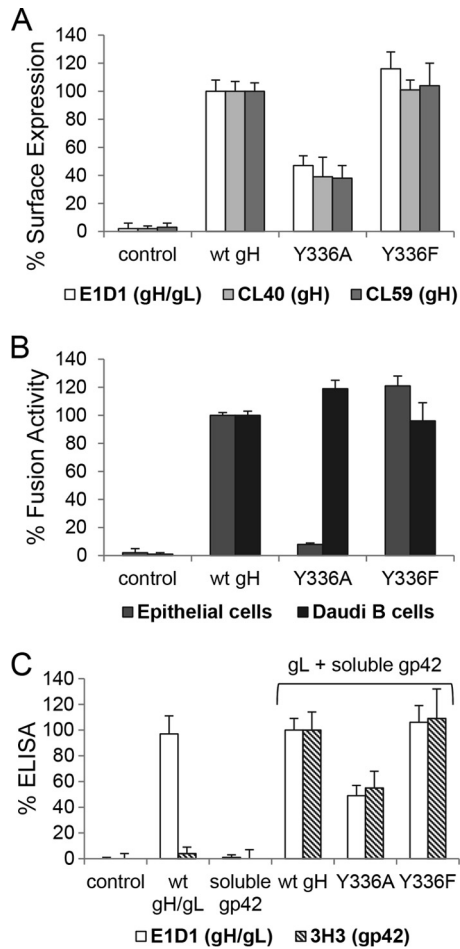 A
% Surface Expression
140
120
100
80
60
40
20
0
control wt gH Y336A Y336F
E1D1 (gH/gL) CL40 (gH) CL59 (gH)
B
% Fusion Activity
140
120
100
80
60
40
20
0
control wt gH Y336A Y336F
Epithelial cells Daudi B cells
C
gL + soluble gp42
% ELISA
140
120
100
80
60
40
20
0
control wt soluble wt gH Y336A Y336F
gH/gL gp42
E1D1 (gH/gL) 3H3 (gp42)